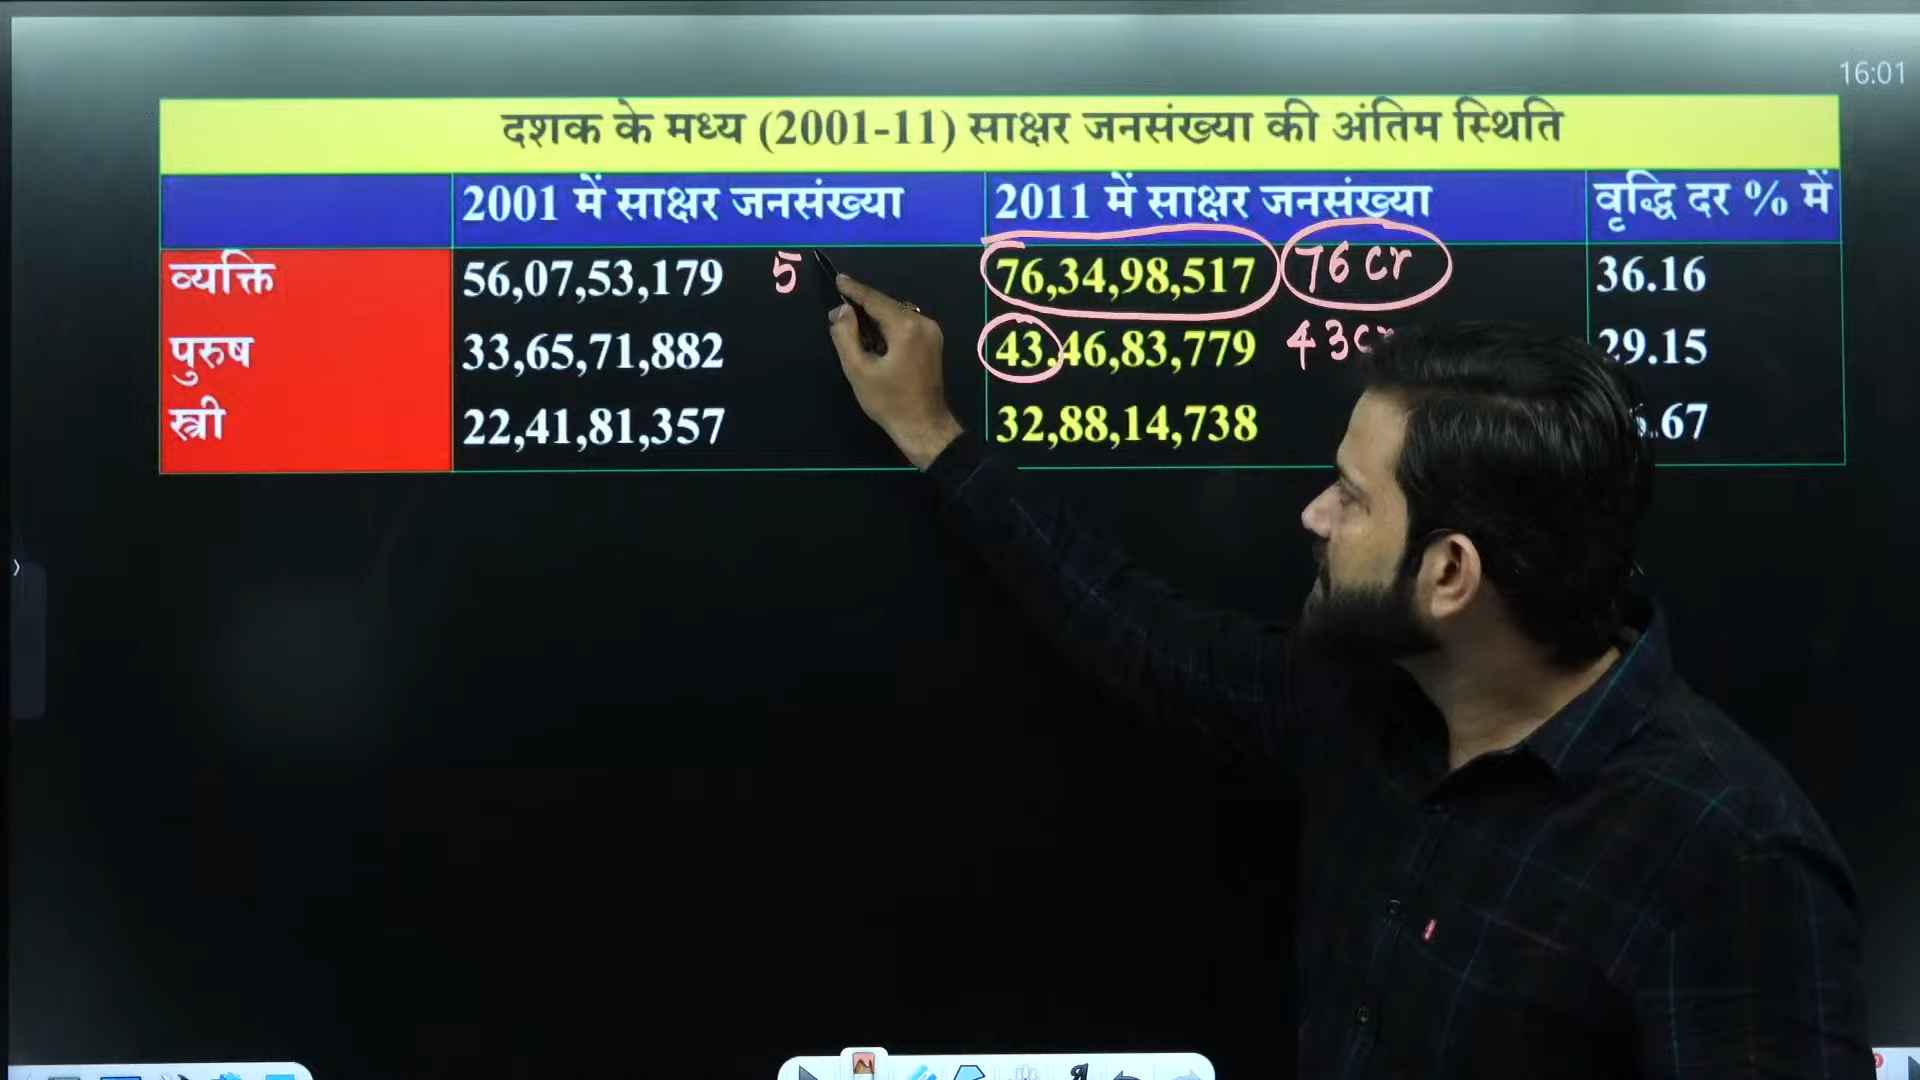 16:01
दशक के मध्य (2001-11) साक्षर जनसंख्या की अंतिम स्थिति
2001 में साक्षर जनसंख्या 2011 में साक्षर जनसंख्या वृद्धि दर % में
व्यक्ति 56,07,53,179 5 76,34,98,517 76 cr 36.16
पुरुष 33,65,71,882 43,46,83,779 43cr 29.15
स्त्री 22,41,81,357 32,88,14,738 .67